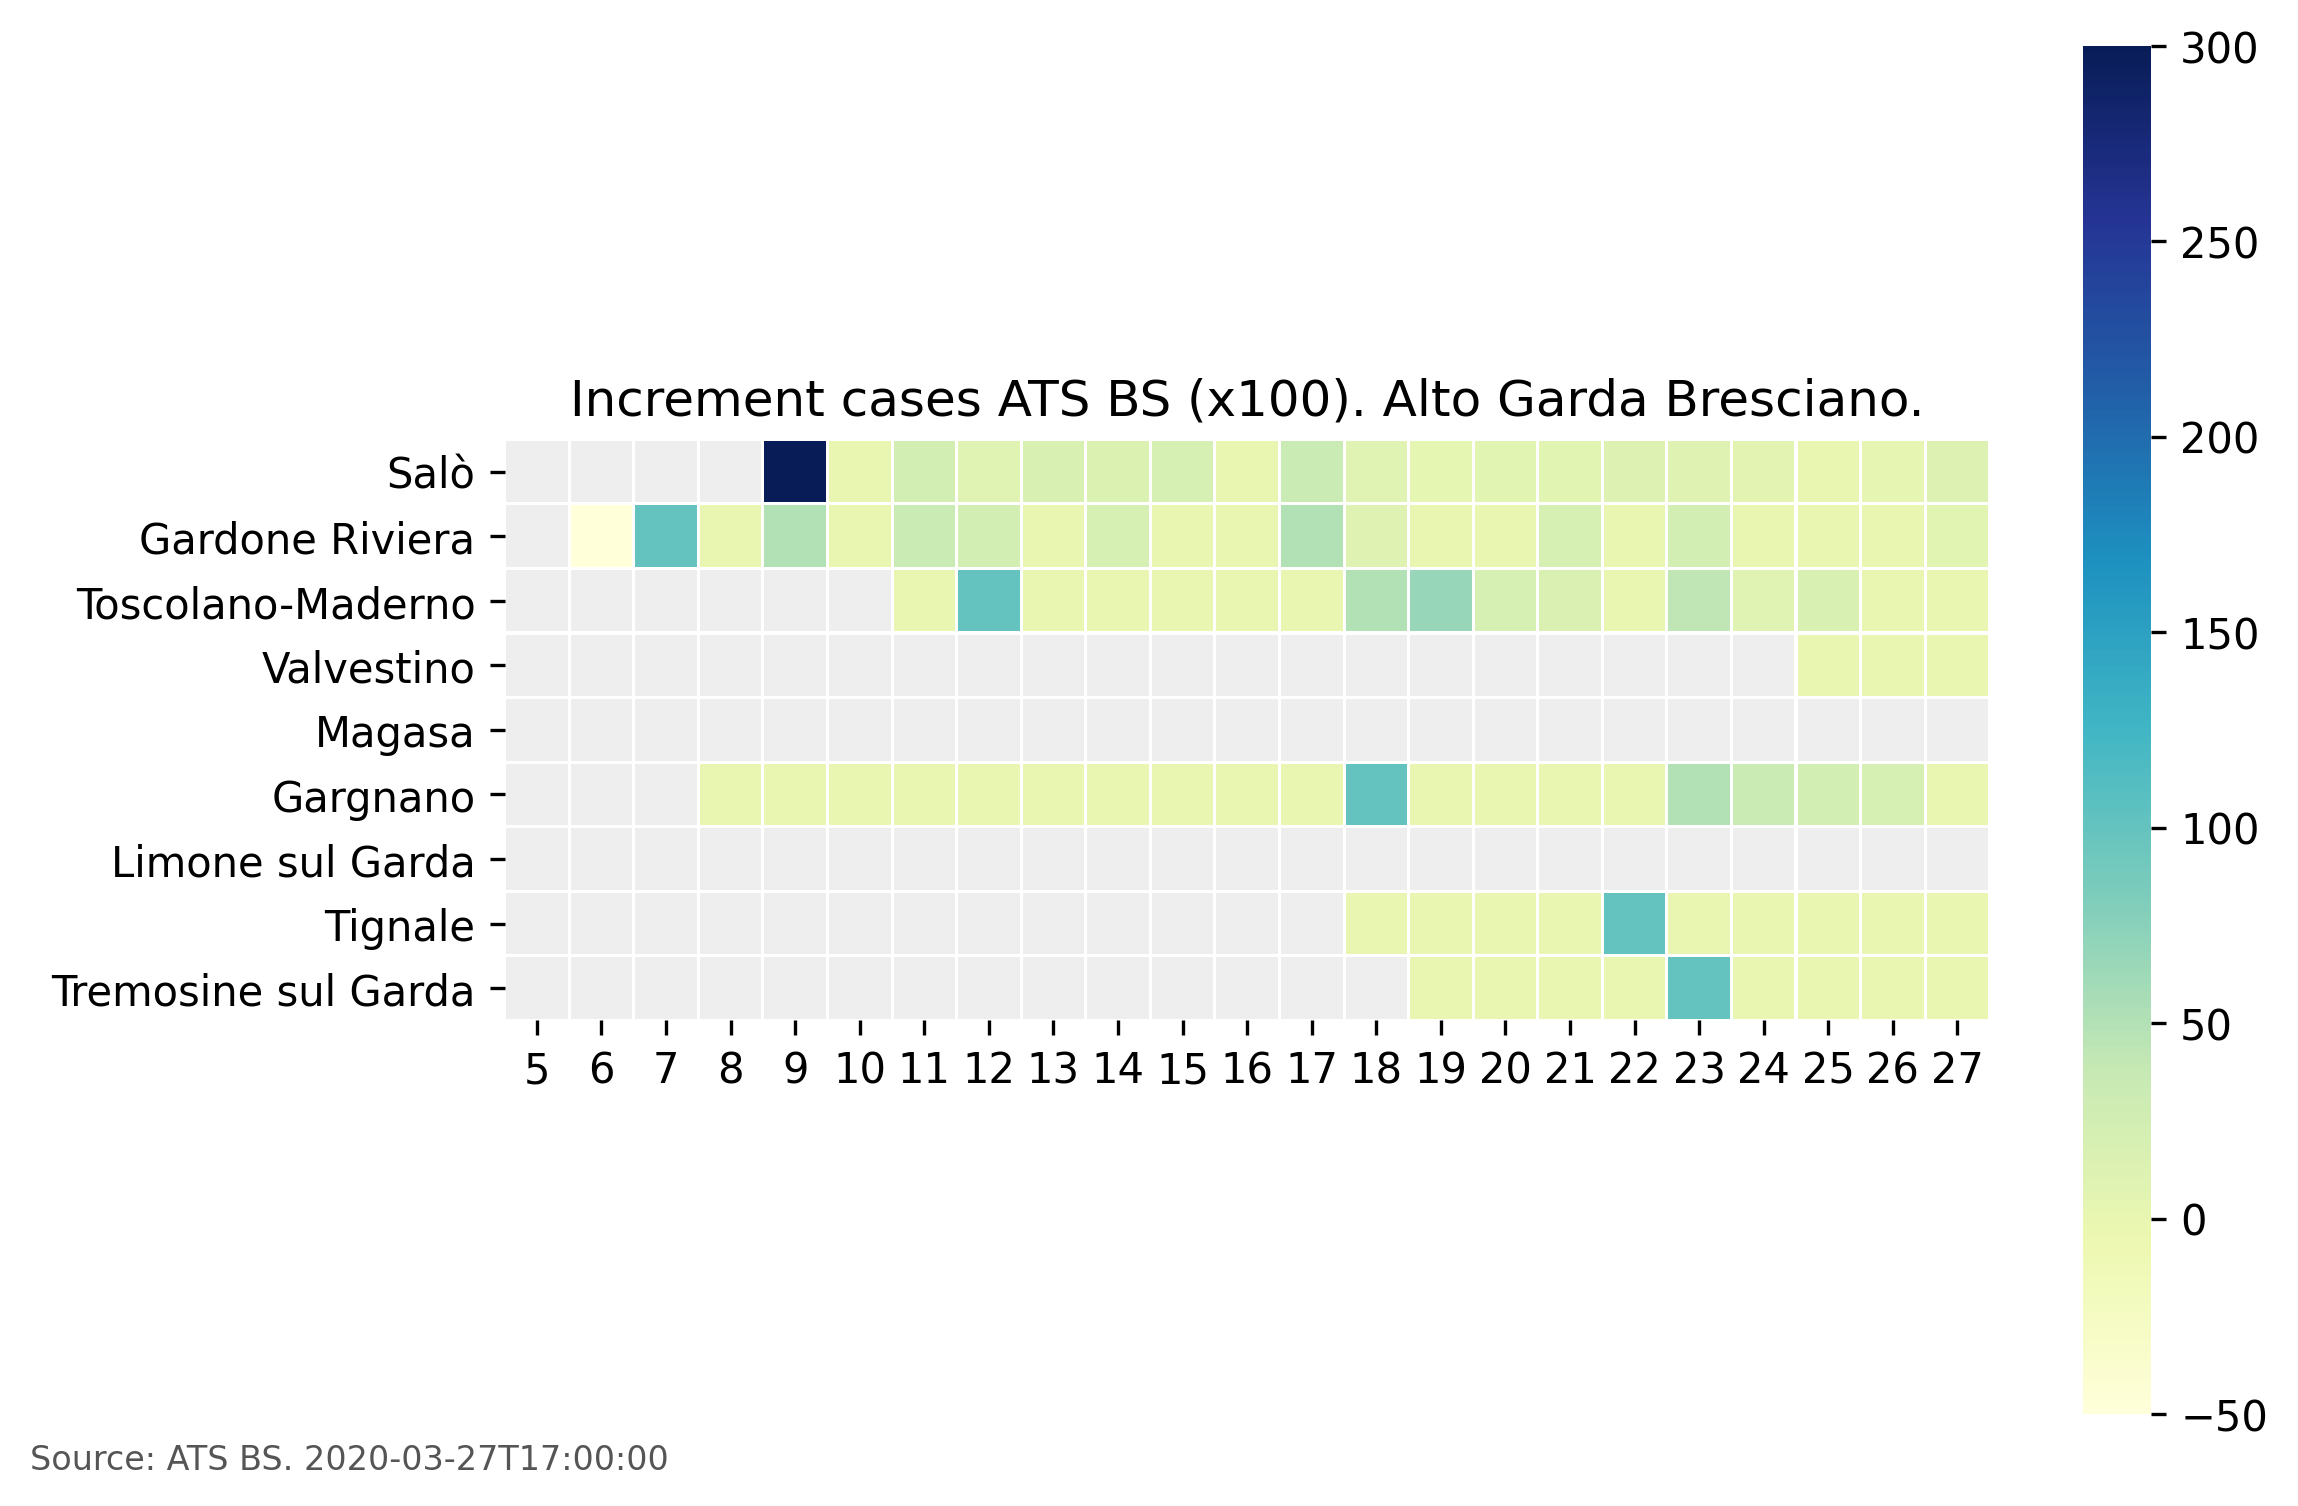 Increment cases ATS BS (x100). Alto Garda Bresciano.
Salò
Gardone Riviera
Toscolano-Maderno
Valvestino
Magasa
Gargnano
Limone sul Garda
Tignale
Tremosine sul Garda
5 6 7 8 9 10 11 12 13 14 15 16 17 18 19 20 21 22 23 24 25 26 27
300
250
200
150
100
50
0
−50
Source: ATS BS. 2020-03-27T17:00:00